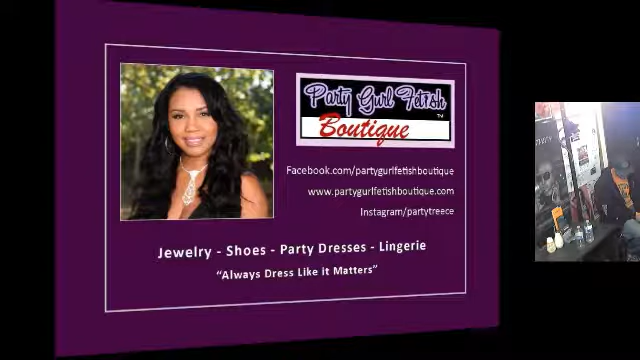 Party Gurl Fetish
Boutique
TM
Facebook.com/partygurlfetishboutique
www.partygurlfetishboutique.com
Instagram/partytreece
Jewelry - Shoes - Party Dresses - Lingerie
“Always Dress Like it Matters”